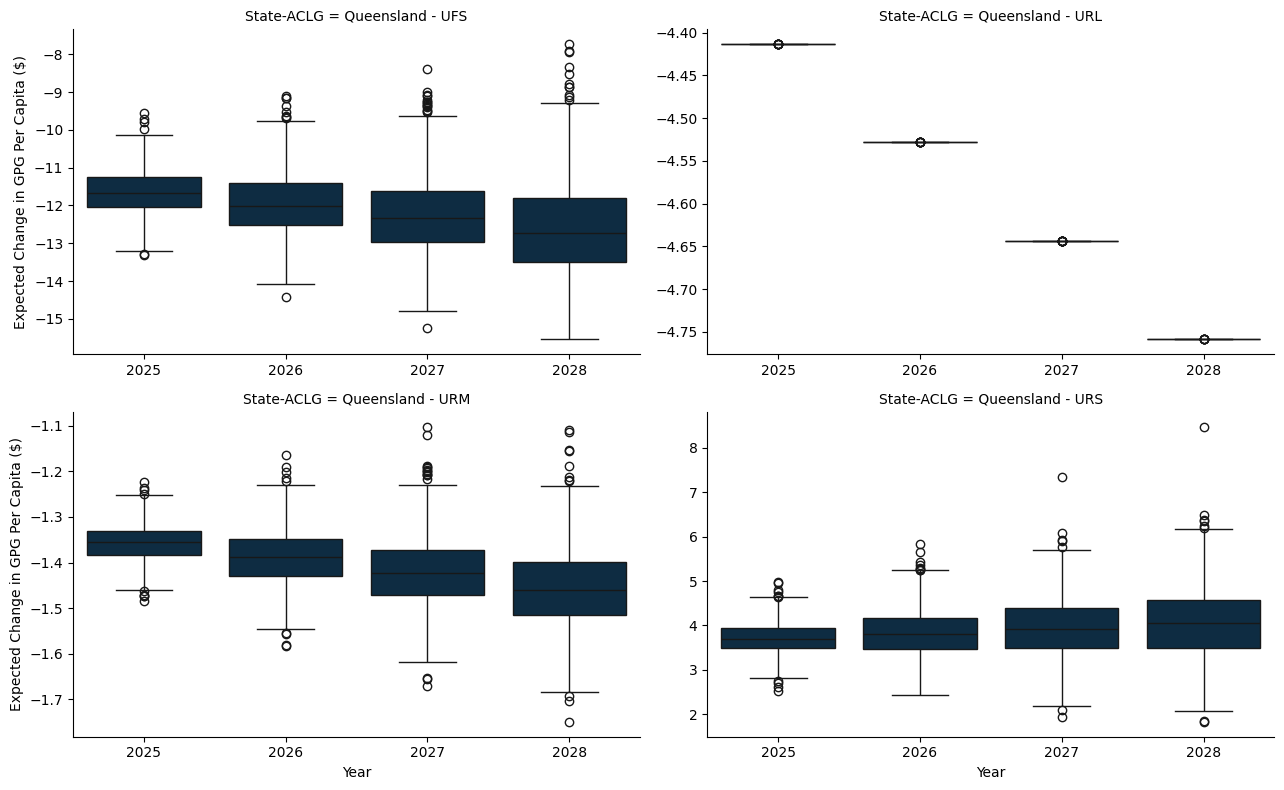 State-ACLG = Queensland - UFS
Expected Change in GPG Per Capita ($)
−8
−9
−10
−11
−12
−13
−14
−15
2025 2026 2027 2028
State-ACLG = Queensland - URL
−4.40
−4.45
−4.50
−4.55
−4.60
−4.65
−4.70
−4.75
2025 2026 2027 2028
State-ACLG = Queensland - URM
Expected Change in GPG Per Capita ($)
−1.1
−1.2
−1.3
−1.4
−1.5
−1.6
−1.7
2025 2026 2027 2028
Year
State-ACLG = Queensland - URS
8
7
6
5
4
3
2
2025 2026 2027 2028
Year